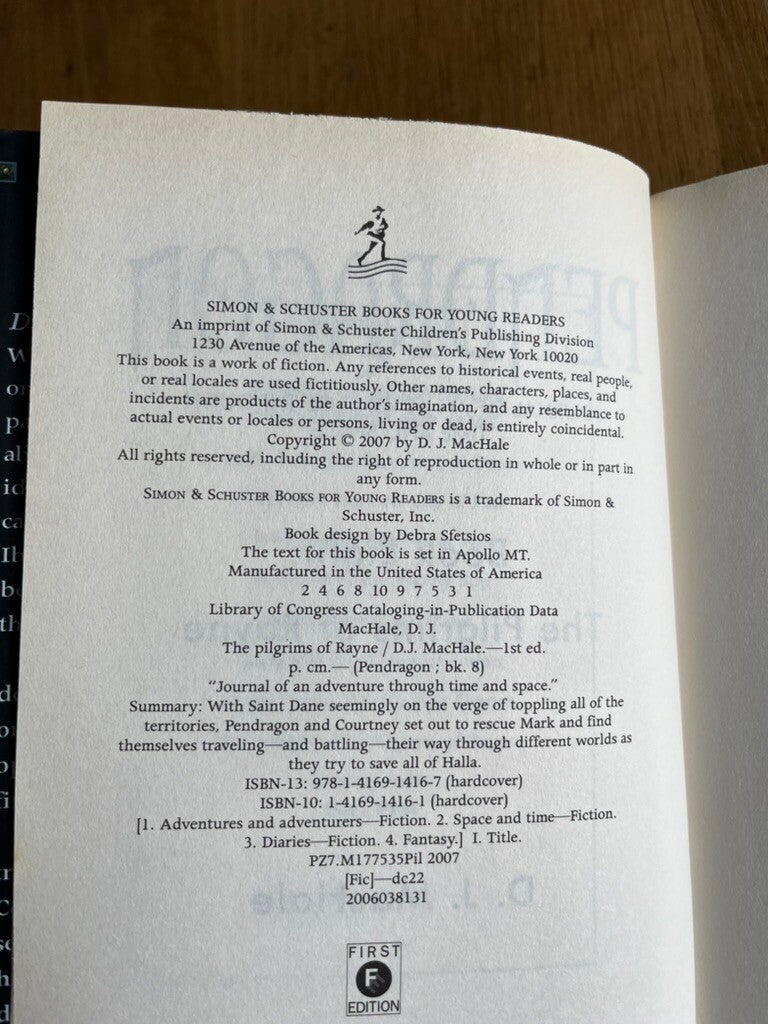 SIMON & SCHUSTER BOOKS FOR YOUNG READERS
An imprint of Simon & Schuster Children's Publishing Division
1230 Avenue of the Americas, New York, New York 10020
This book is a work of fiction. Any references to historical events, real people,
or real locales are used fictitiously. Other names, characters, places, and
incidents are products of the author's imagination, and any resemblance to
actual events or locales or persons, living or dead, is entirely coincidental.
Copyright © 2007 by D. J. MacHale
All rights reserved, including the right of reproduction in whole or in part in
any form.
SIMON & SCHUSTER BOOKS FOR YOUNG READERS is a trademark of Simon &
Schuster, Inc.
Book design by Debra Sfetsios
The text for this book is set in Apollo MT.
Manufactured in the United States of America
2 4 6 8 10 9 7 5 3 1
Library of Congress Cataloging-in-Publication Data
MacHale, D. J.
The pilgrims of Rayne / D.J. MacHale.—1st ed.
p. cm.— (Pendragon ; bk. 8)
“Journal of an adventure through time and space.”
Summary: With Saint Dane seemingly on the verge of toppling all of the
territories, Pendragon and Courtney set out to rescue Mark and find
themselves traveling—and battling—their way through different worlds as
they try to save all of Halla.
ISBN-13: 978-1-4169-1416-7 (hardcover)
ISBN-10: 1-4169-1416-1 (hardcover)
[1. Adventures and adventurers—Fiction. 2. Space and time—Fiction.
3. Diaries—Fiction. 4. Fantasy.] I. Title.
PZ7.M177535Pil 2007
[Fic]—dc22
2006038131
FIRST
F
EDITION